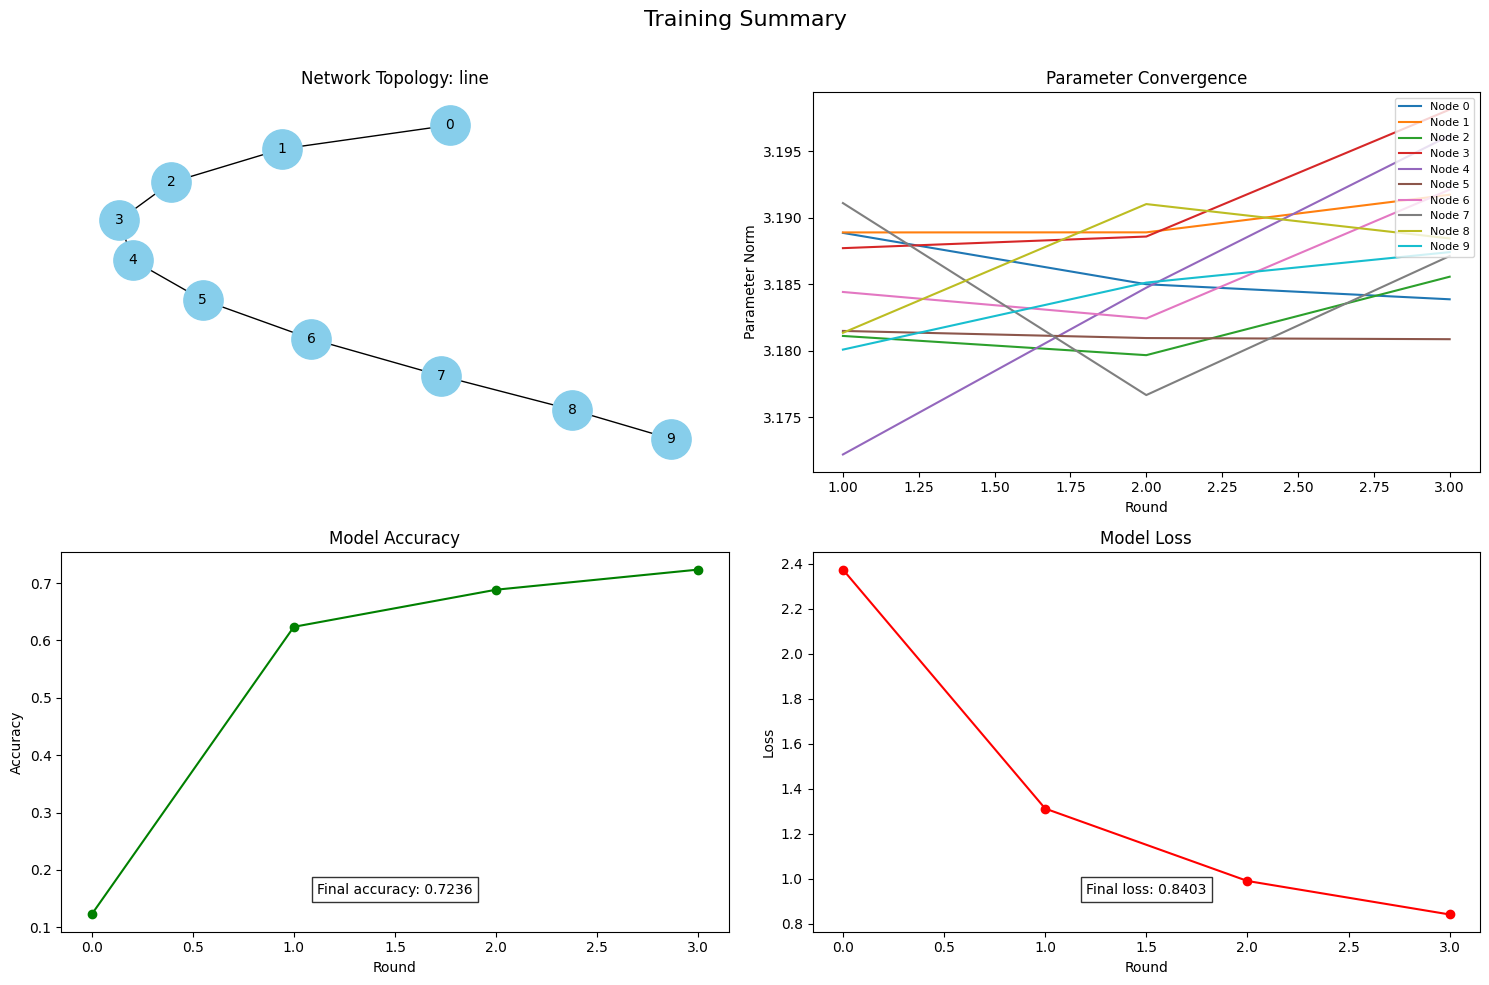 Training Summary
Network Topology: line
0
1
2
3
4
5
6
7
8
9
Parameter Convergence
Parameter Norm
3.195
3.190
3.185
3.180
3.175
Node 0
Node 1
Node 2
Node 3
Node 4
Node 5
Node 6
Node 7
Node 8
Node 9
1.00 1.25 1.50 1.75 2.00 2.25 2.50 2.75 3.00
Round
Model Accuracy
Accuracy
0.7
0.6
0.5
0.4
0.3
0.2
0.1
Final accuracy: 0.7236
0.0 0.5 1.0 1.5 2.0 2.5 3.0
Round
Model Loss
Loss
2.4
2.2
2.0
1.8
1.6
1.4
1.2
1.0
0.8
Final loss: 0.8403
0.0 0.5 1.0 1.5 2.0 2.5 3.0
Round